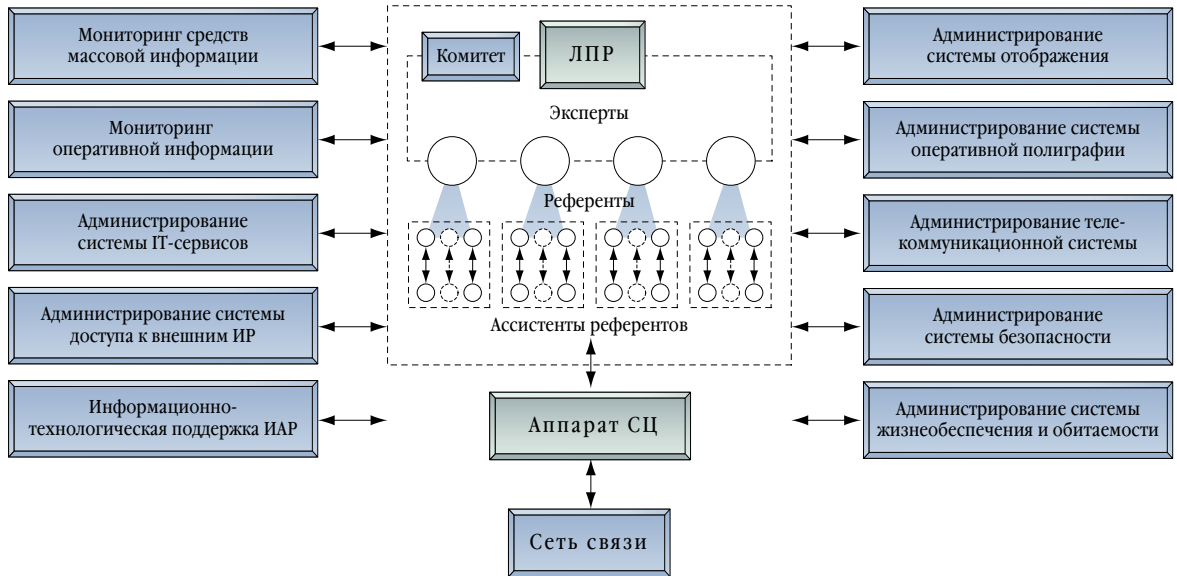 Мониторинг средств
массовой информации
Мониторинг
оперативной информации
Администрирование
системы IT-сервисов
Администрирование системы
доступа к внешним ИР
Информационно-
технологическая поддержка ИАР
Комитет
ЛПР
Эксперты
Референты
Ассистенты референтов
Аппарат СЦ
Сеть связи
Администрирование
системы отображения
Администрирование системы
оперативной полиграфии
Администрирование теле-
коммуникационной системы
Администрирование
системы безопасности
Администрирование системы
жизнеобеспечения и обитаемости